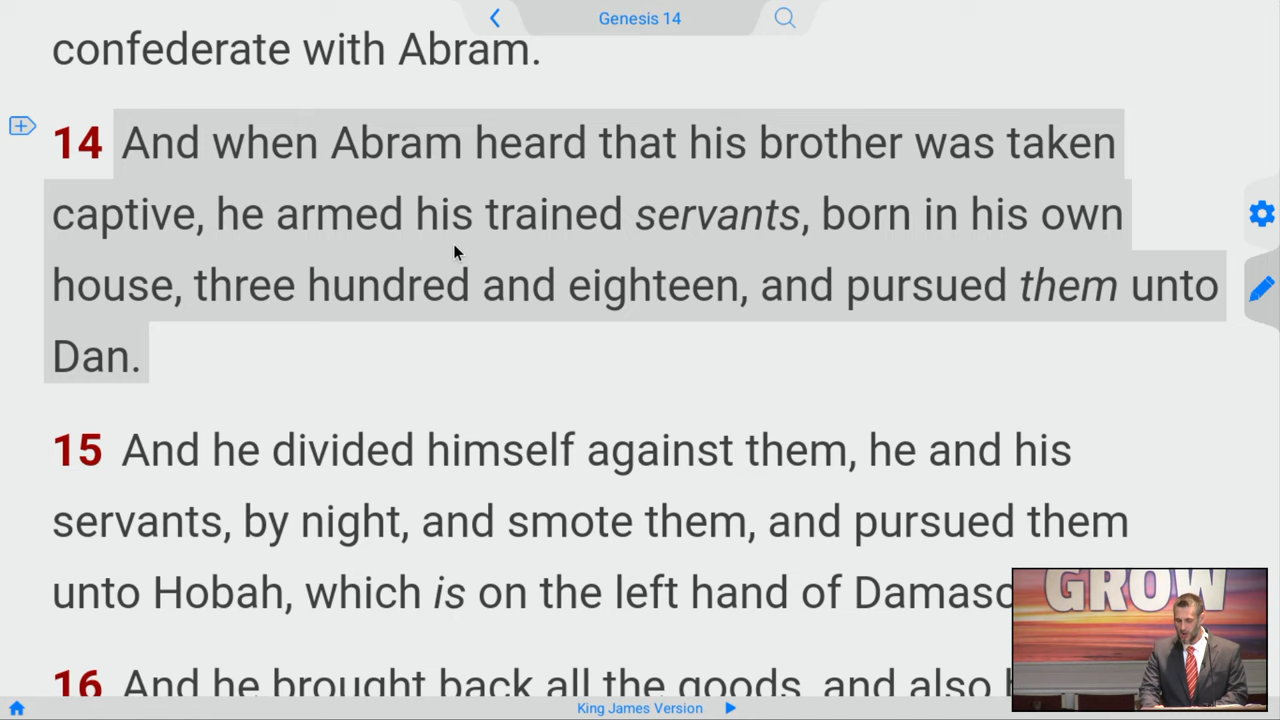 Genesis 14
confederate with Abram.
14 And when Abram heard that his brother was taken
captive, he armed his trained servants, born in his own
house, three hundred and eighteen, and pursued them unto
Dan.
15 And he divided himself against them, he and his
servants, by night, and smote them, and pursued them
unto Hobah, which is on the left hand of
16 And he brought back all the goods, and also
GROW
King James Version